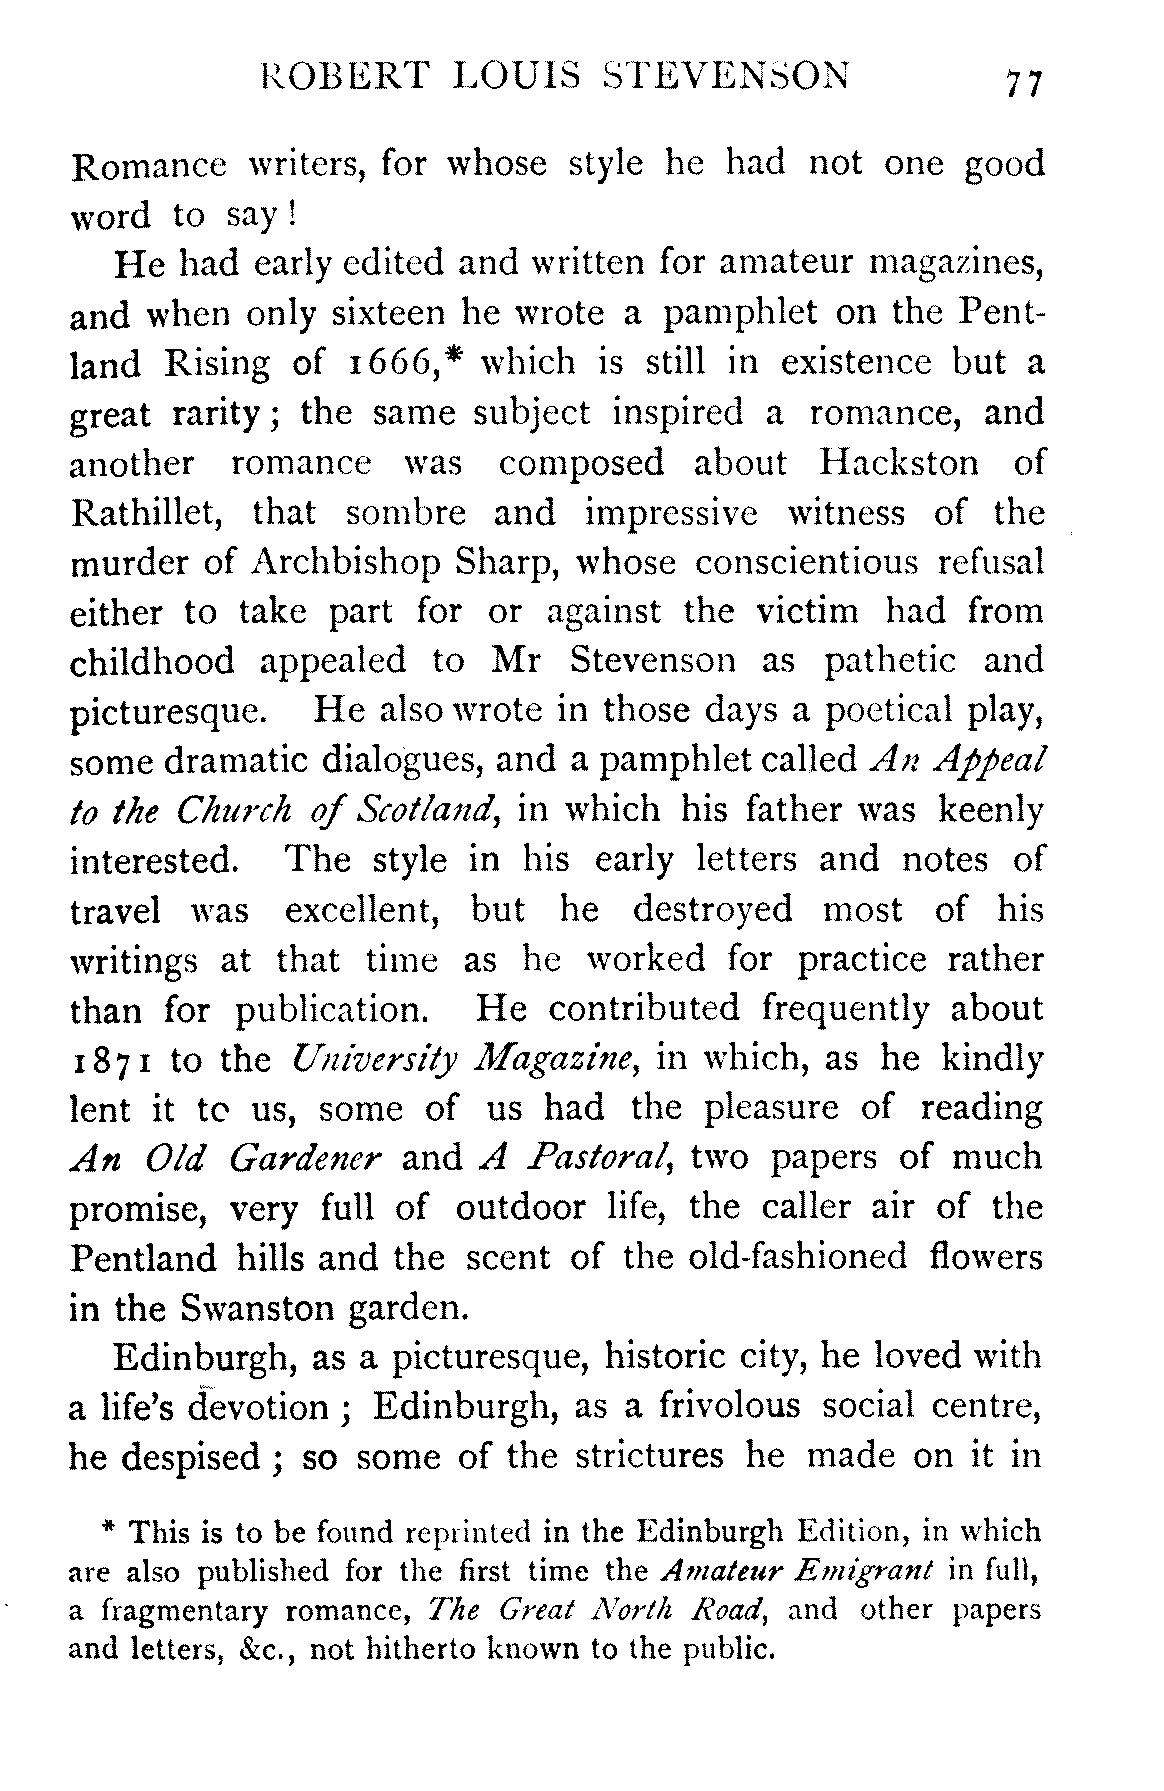 ROBERT LOUIS STEVENSON 77
Romance writers, for whose style he had not one good
word to say !
He had early edited and written for amateur magazines,
and when only sixteen he wrote a pamphlet on the Pent-
land Rising of 1666,* which is still in existence but a
great rarity ; the same subject inspired a romance, and
another romance was composed about Hackston of
Rathillet, that sombre and impressive witness of the
murder of Archbishop Sharp, whose conscientious refusal
either to take part for or against the victim had from
childhood appealed to Mr Stevenson as pathetic and
picturesque. He also wrote in those days a poetical play,
some dramatic dialogues, and a pamphlet called An Appeal
to the Church of Scotland, in which his father was keenly
interested. The style in his early letters and notes of
travel was excellent, but he destroyed most of his
writings at that time as he worked for practice rather
than for publication. He contributed frequently about
1871 to the University Magazine, in which, as he kindly
lent it to us, some of us had the pleasure of reading
An Old Gardener and A Pastoral, two papers of much
promise, very full of outdoor life, the caller air of the
Pentland hills and the scent of the old-fashioned flowers
in the Swanston garden.
Edinburgh, as a picturesque, historic city, he loved with
a life's devotion ; Edinburgh, as a frivolous social centre,
he despised ; so some of the strictures he made on it in
* This is to be found reprinted in the Edinburgh Edition, in which
are also published for the first time the Amateur Emigrant in full,
a fragmentary romance, The Great North Road, and other papers
and letters, &c., not hitherto known to the public.